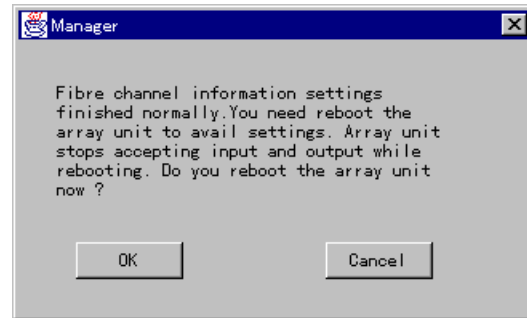 Manager
Fibre channel information settings
finished normally.You need reboot the
array unit to avail settings. Array unit
stops accepting input and output while
rebooting. Do you reboot the array unit
now ?
OK
Cancel